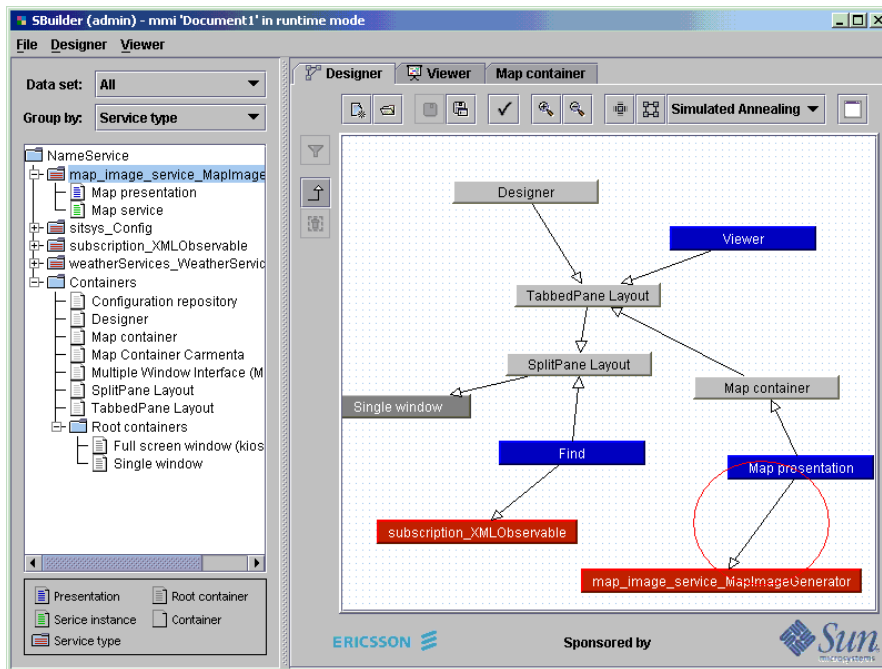 SBuilder (admin) - mmi 'Document1' in runtime mode
File Designer Viewer
Data set: All
Group by: Service type
NameService
map_image_service_MapImage
Map presentation
Map service
sitsys_Config
subscription_XMLObservable
weatherServices_WeatherServic
Containers
Configuration repository
Designer
Map container
Map Container Carmenta
Multiple Window Interface (M
SplitPane Layout
TabbedPane Layout
Root containers
Full screen window (kios
Single window
Presentation
Root container
Serice instance
Container
Service type
Designer Viewer Map container
Simulated Annealing
Designer
Viewer
TabbedPane Layout
SplitPane Layout
Map container
Single window
Find
Map presentation
subscription_XMLObservable
map_image_service_MapImageGenerator
ERICSSON
Sponsored by
Sun
microsystems